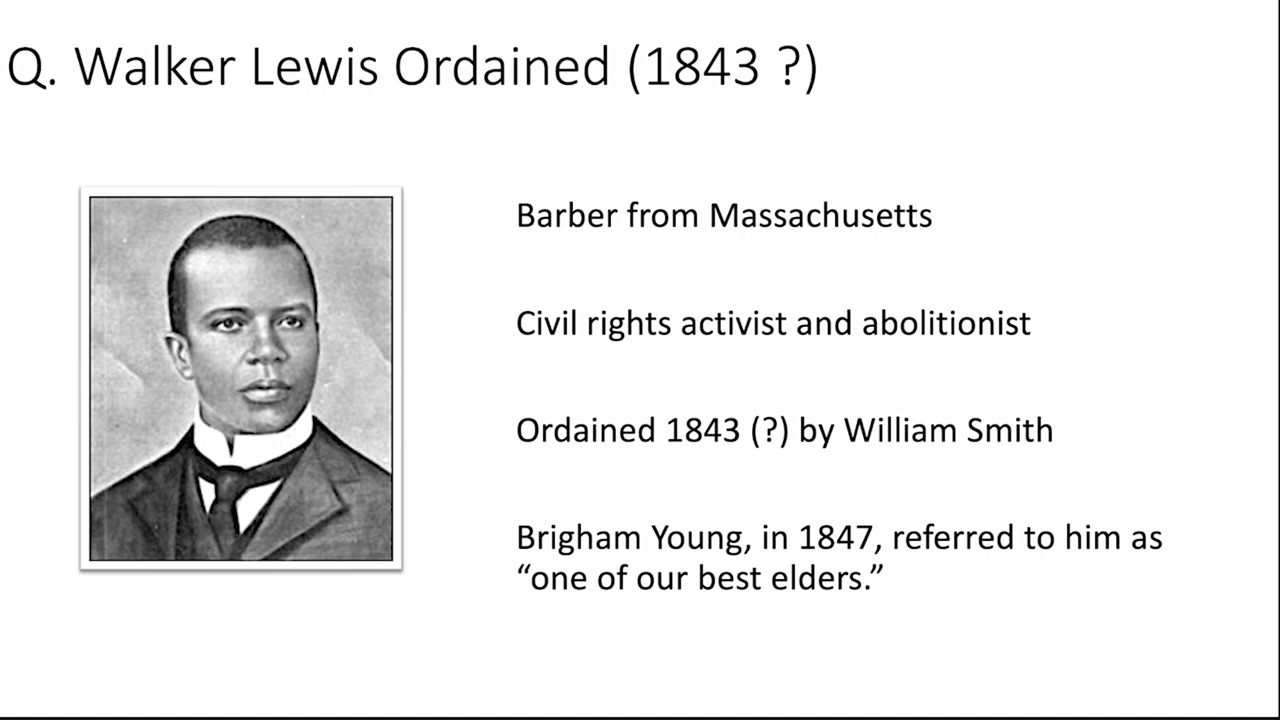 Q. Walker Lewis Ordained (1843 ?)
Barber from Massachusetts
Civil rights activist and abolitionist
Ordained 1843 (?) by William Smith
Brigham Young, in 1847, referred to him as
“one of our best elders.”